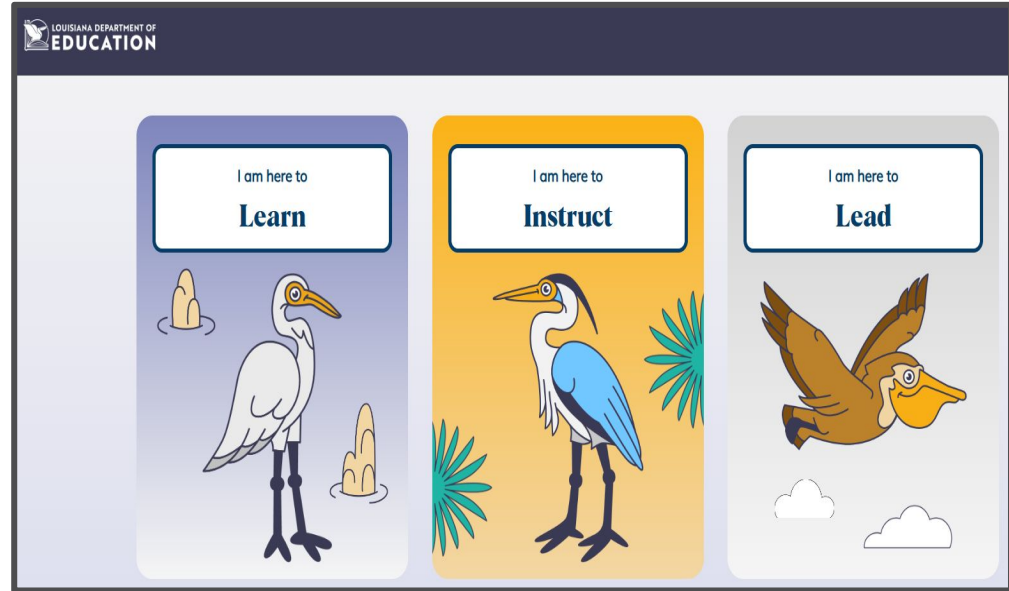 LOUISIANA DEPARTMENT OF
EDUCATION
I am here to
Learn
I am here to
Instruct
I am here to
Lead